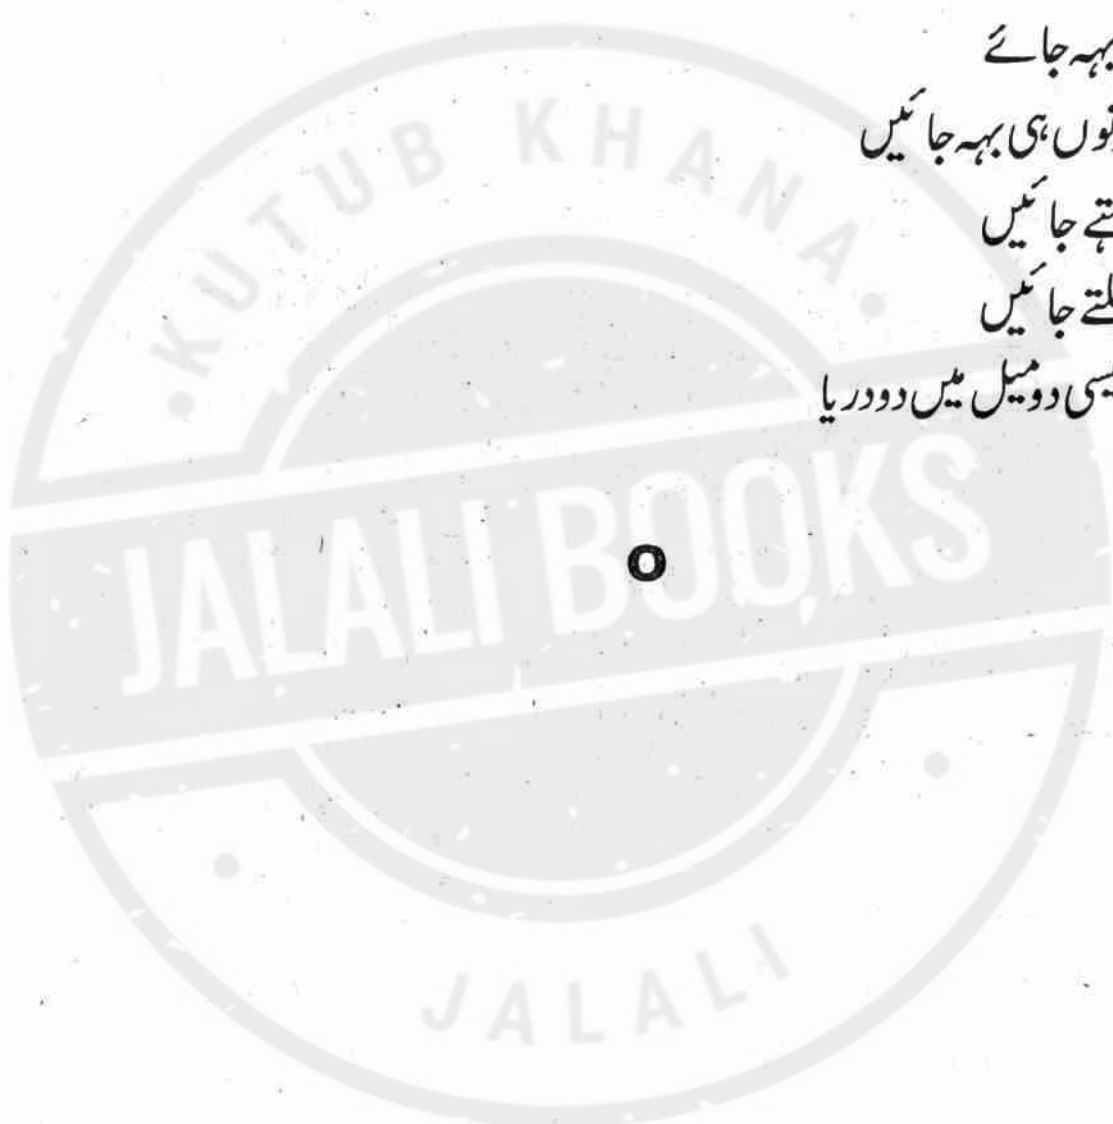 بہہ جائے
نوں ہی بہہ جائیں
تے جائیں
لتے جائیں
یسی دو میل میں دو دریا
KUTUB KHANA
JALALI BOOKS
o
JALALI